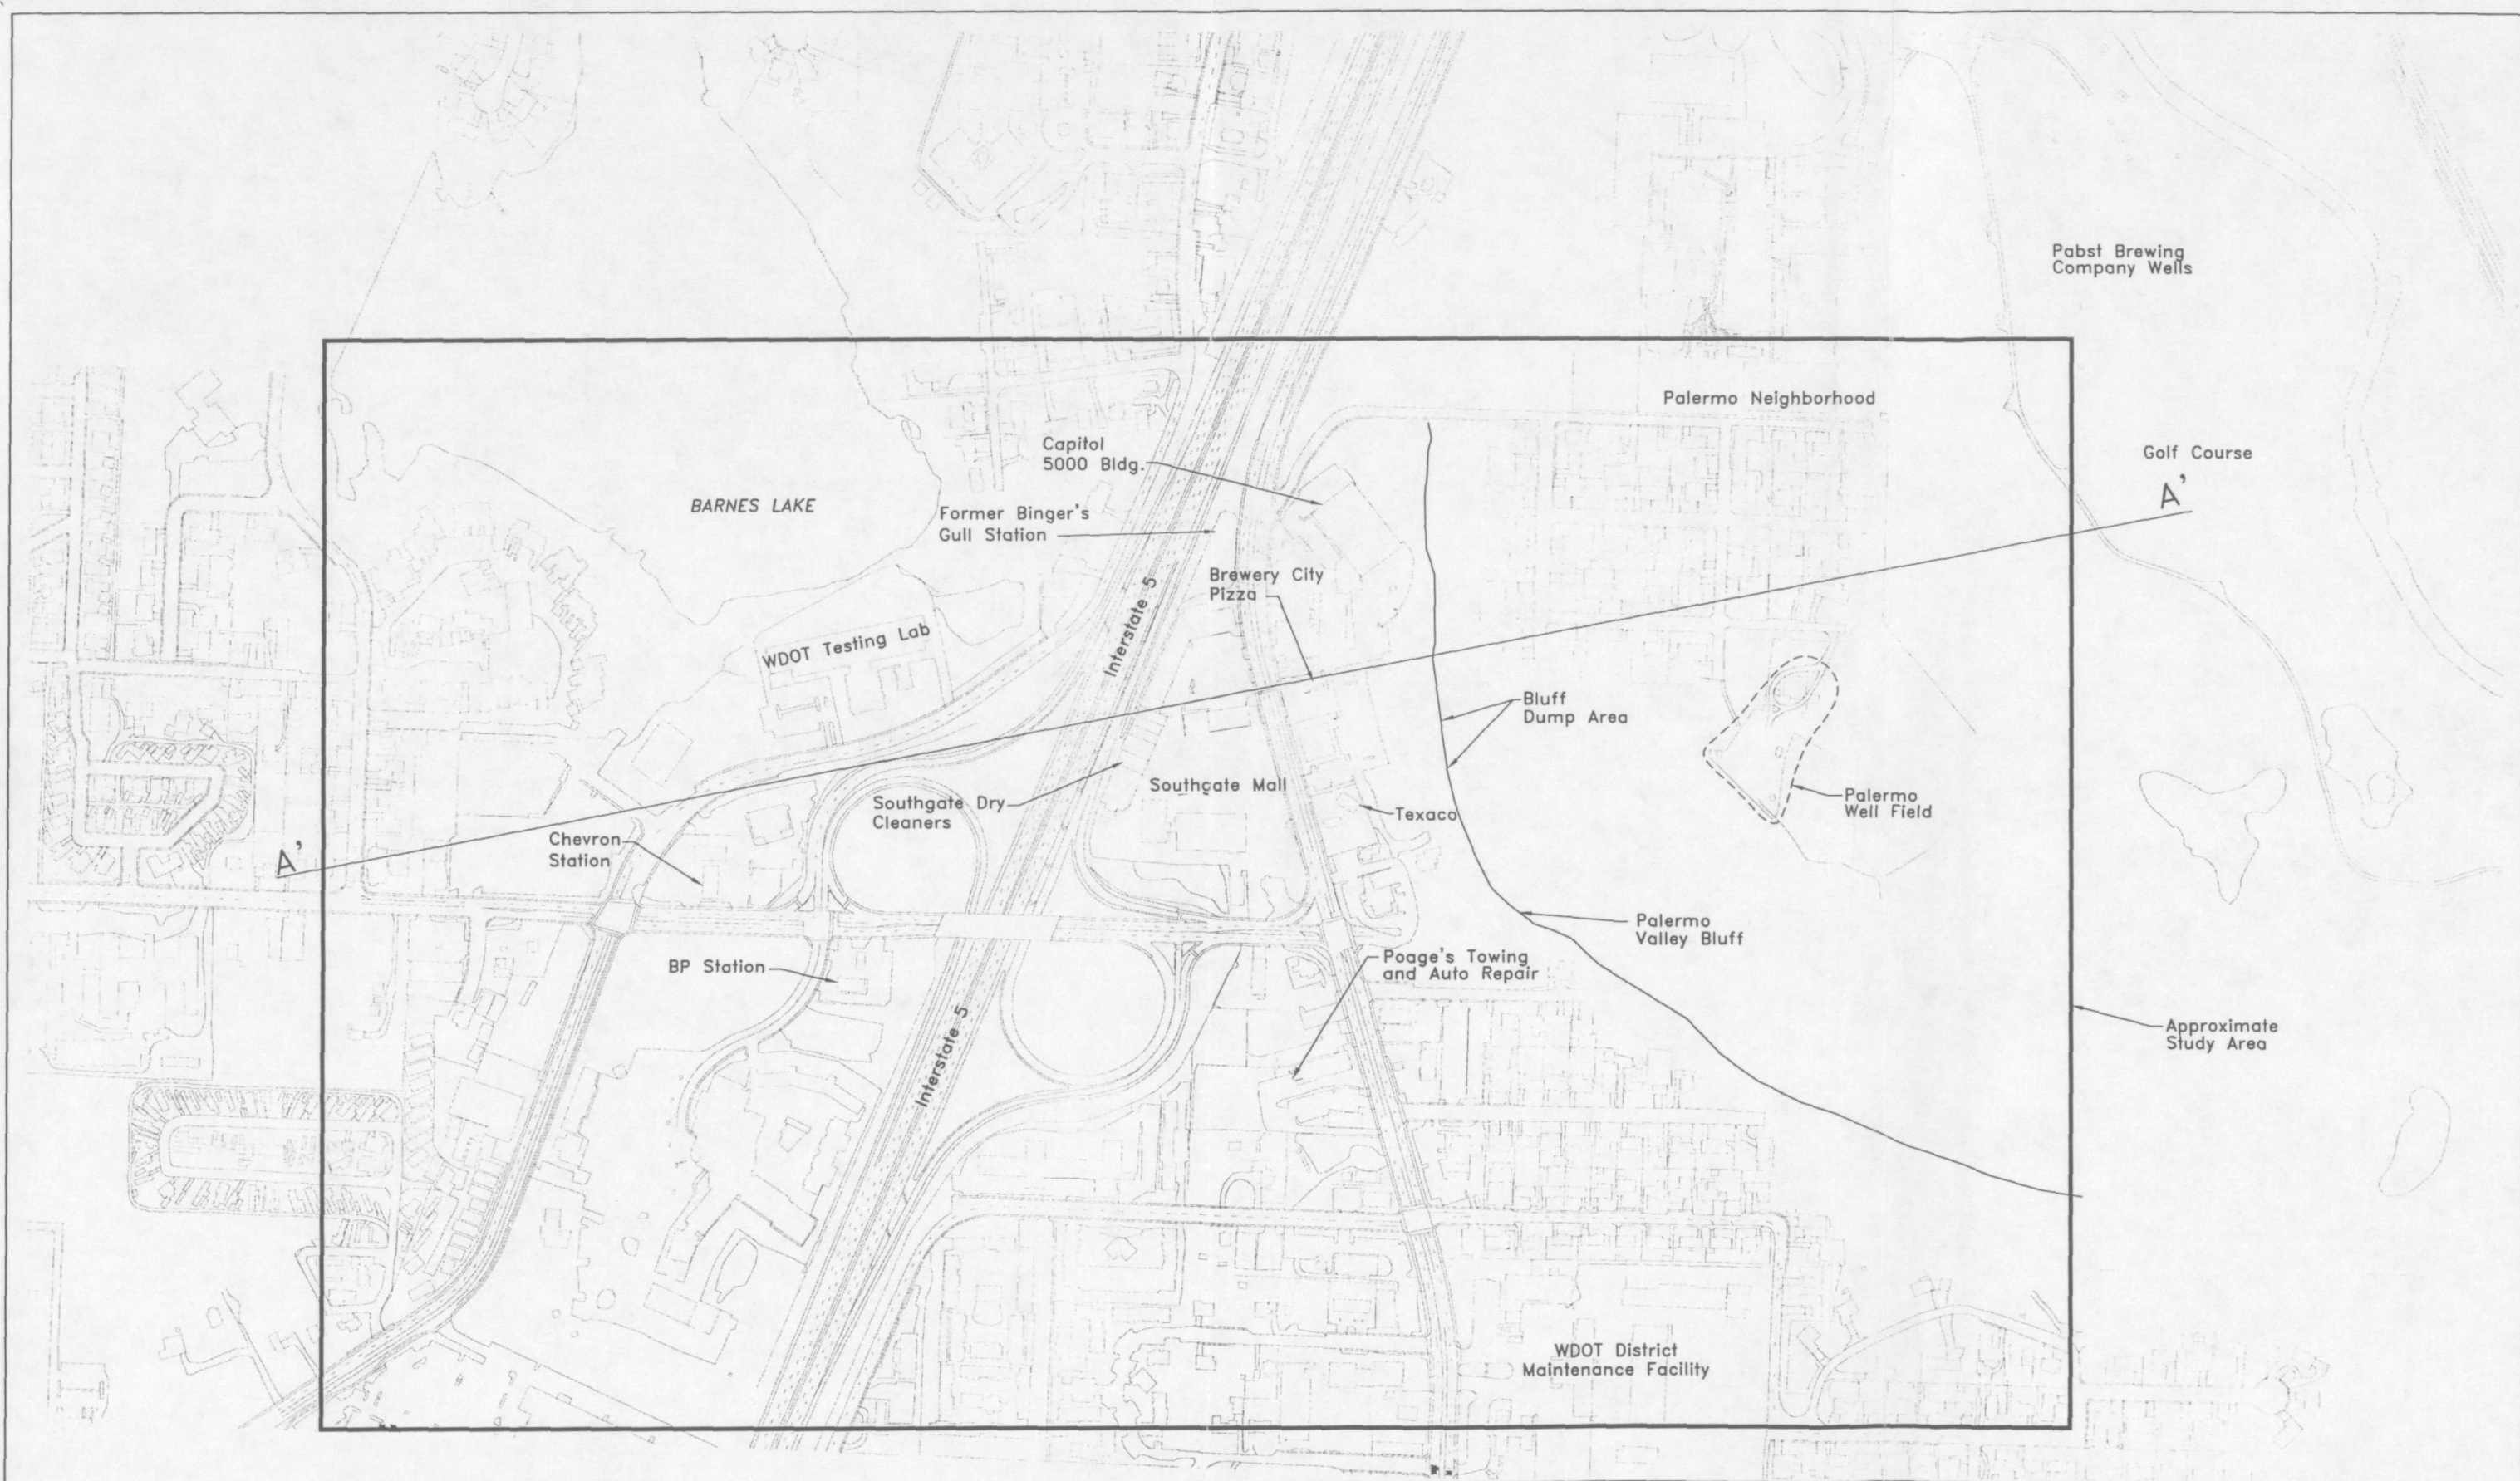 Pabst Brewing
Company Wells
Palermo Neighborhood
Capitol
5000 Bldg.
Golf Course
A'
BARNES LAKE
Former Binger's
Gull Station
Brewery City
Pizza
Interstate 5
WDOT Testing Lab
Bluff
Dump Area
Southgate Mall
Southgate Dry
Cleaners
Texaco
Palermo
Well Field
Chevron
Station
A'
Palermo
Valley Bluff
BP Station
Poage's Towing
and Auto Repair
Interstate 5
Approximate
Study Area
WDOT District
Maintenance Facility